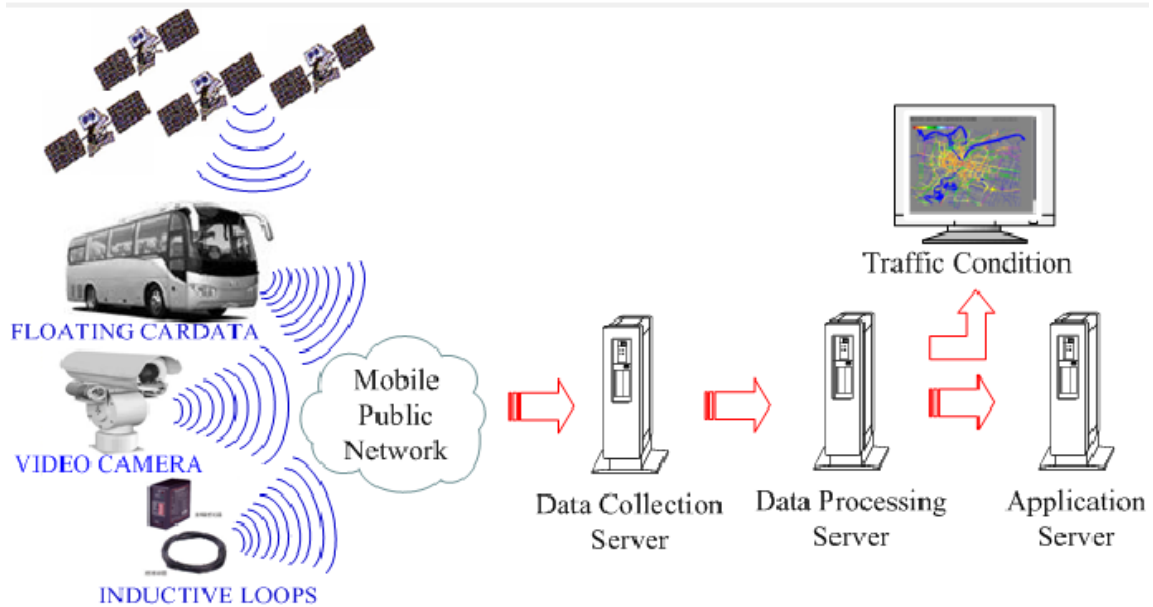 FLOATING CARDATA
VIDEO CAMERA
INDUCTIVE LOOPS
Mobile
Public
Network
Data Collection
Server
Data Processing
Server
Traffic Condition
Application
Server